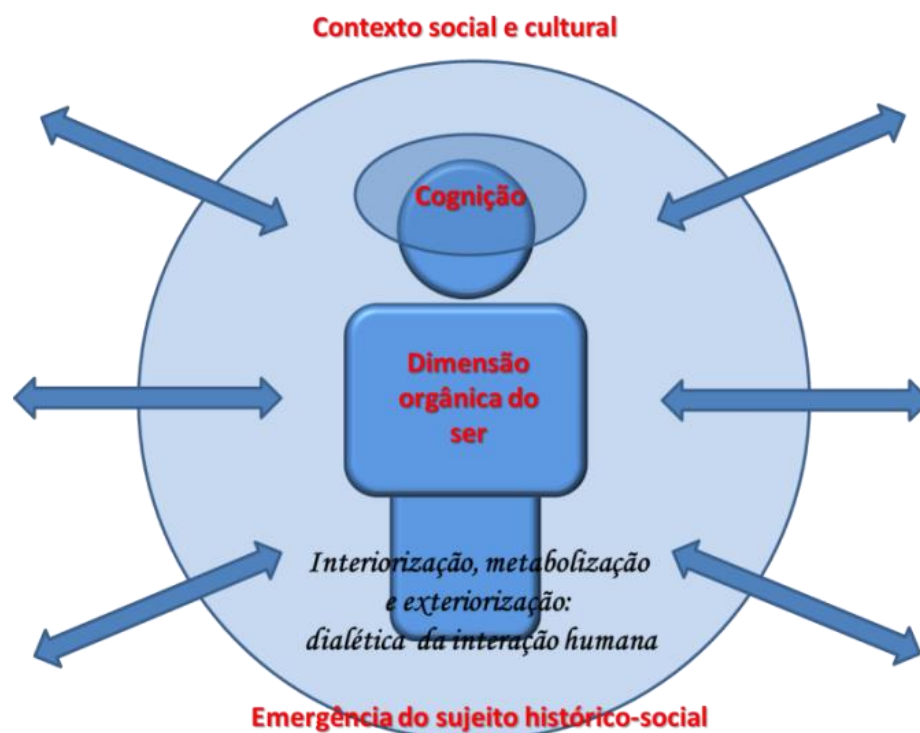 Contexto social e cultural
Cognição
Dimensão
orgânica do
ser
Interiorização, metabolização
e exteriorização:
dialética da interação humana
Emergência do sujeito histórico-social